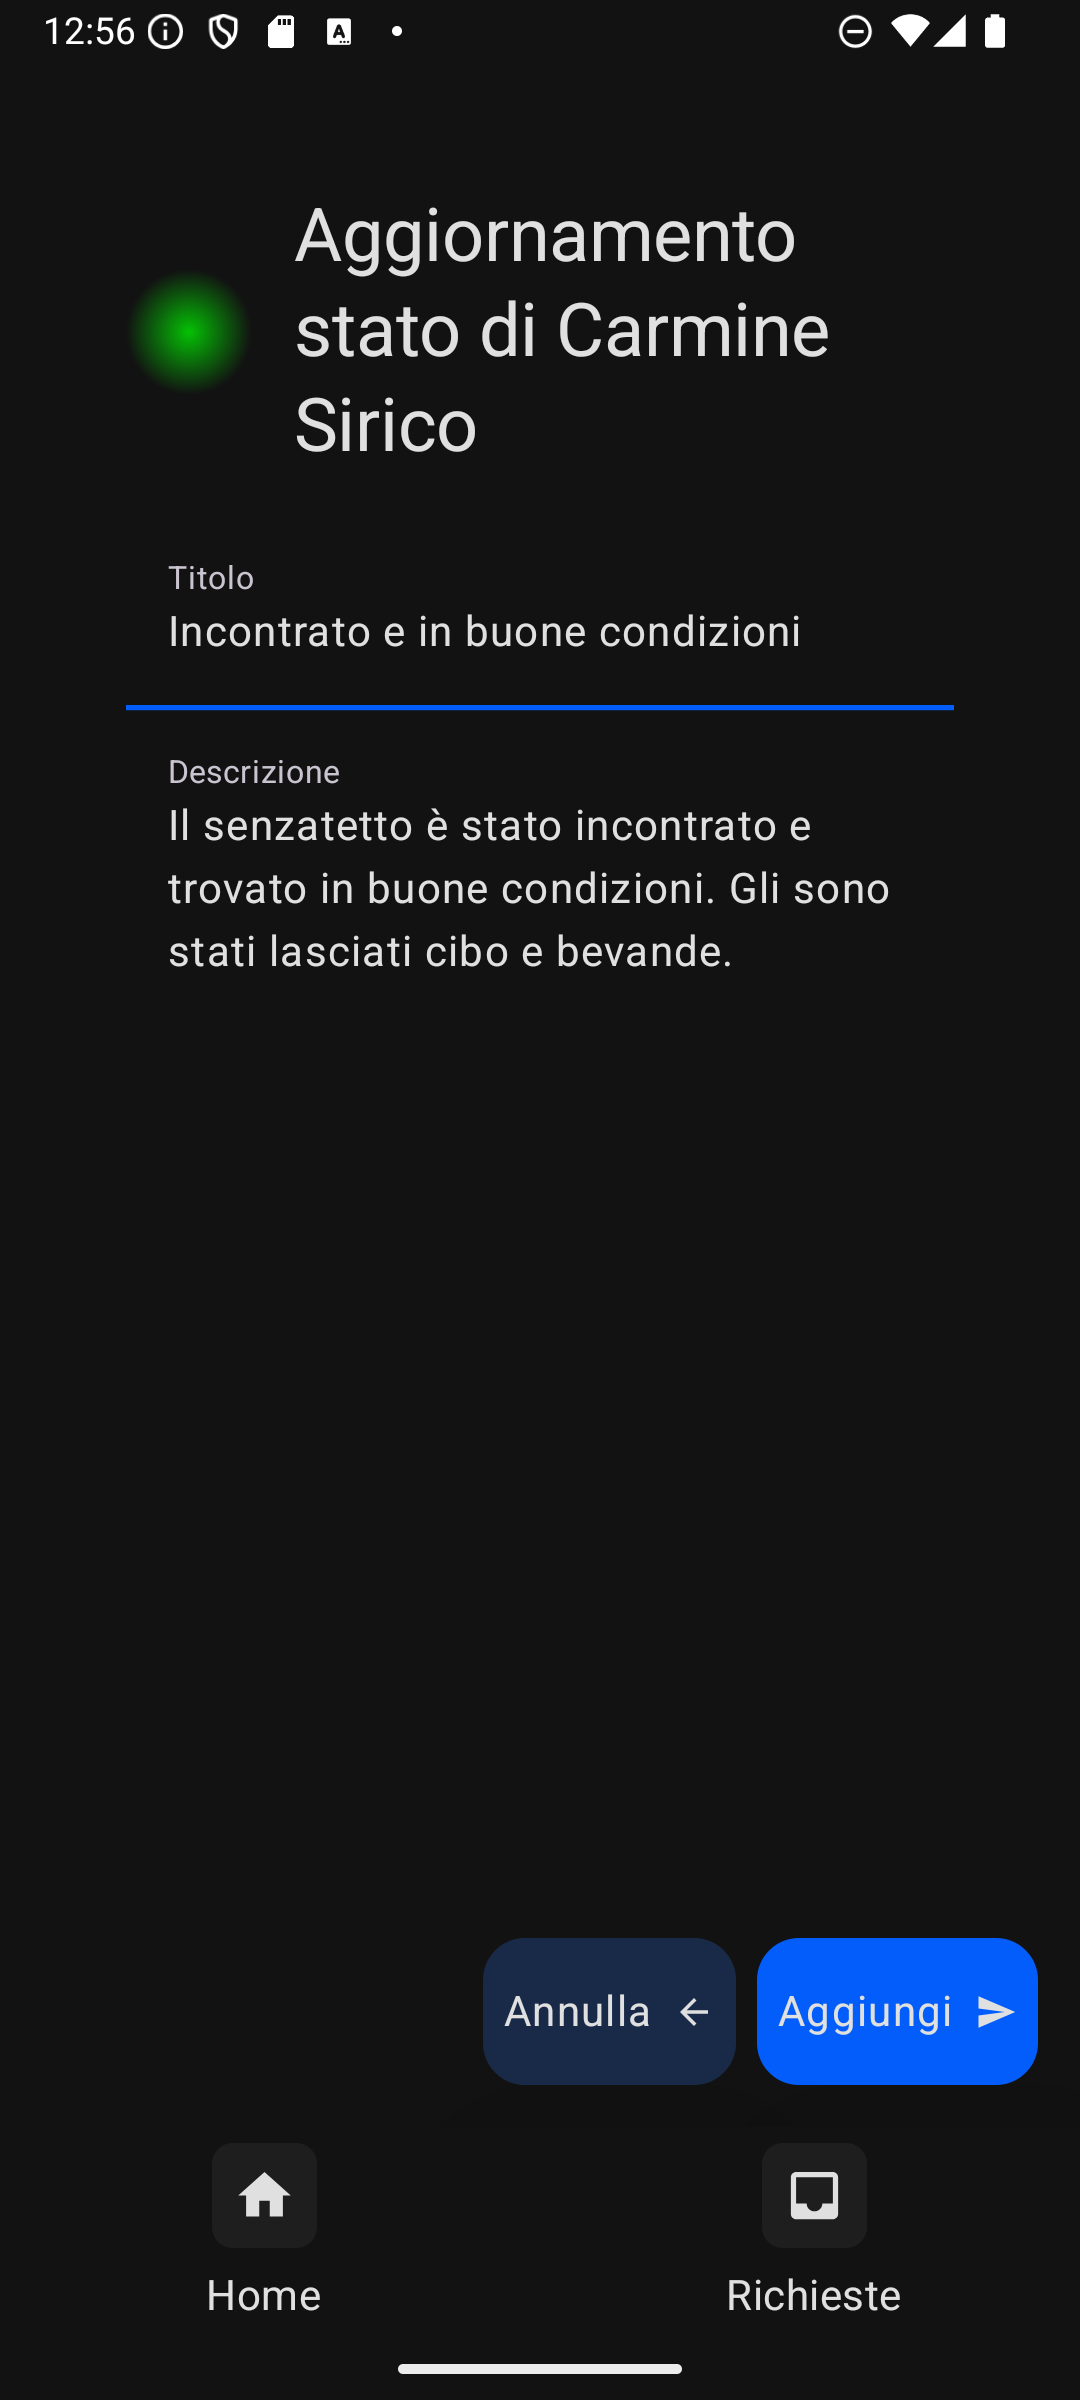 12:56
Aggiornamento
stato di Carmine
Sirico
Titolo
Incontrato e in buone condizioni
Descrizione
Il senzatetto è stato incontrato e
trovato in buone condizioni. Gli sono
stati lasciati cibo e bevande.
Annulla
Aggiungi
Home
Richieste